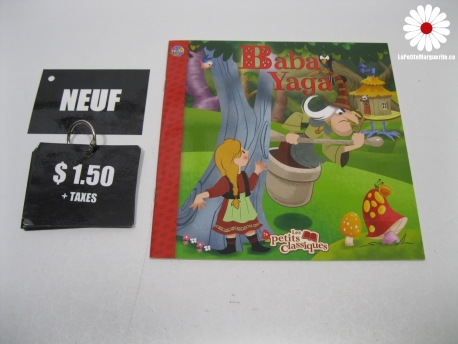 LaPetiteMarguerite.ca
NEUF
$ 1.50
+ TAXES
Baba
Yaga
Les
petits
Classiques